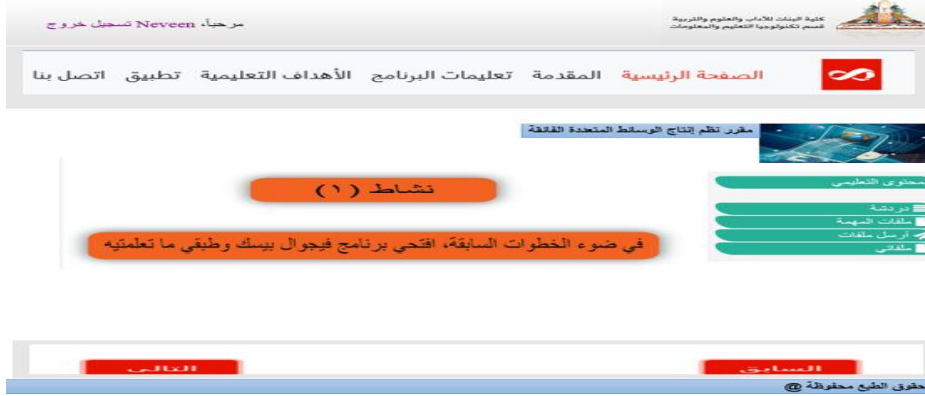 كلية البنات للآداب والعلوم والتربية
قسم تكنولوجيا التعليم والمعلومات
مرحباً، Neveen تسجيل خروج
الصفحة الرئيسية المقدمة تعليمات البرنامج الأهداف التعليمية تطبيق اتصل بنا
مقرر نظم إنتاج الوسائط المتعددة الفائقة
محتوى التعليمي
دردشة
ملفات المهمة
أرسل ملفات
ملفاتي
نشاط (١)
في ضوء الخطوات السابقة، افتحي برنامج فيجوال بيسك وطبقي ما تعلمتيه
السابق
التالى
حقوق الطبع محفوظة @